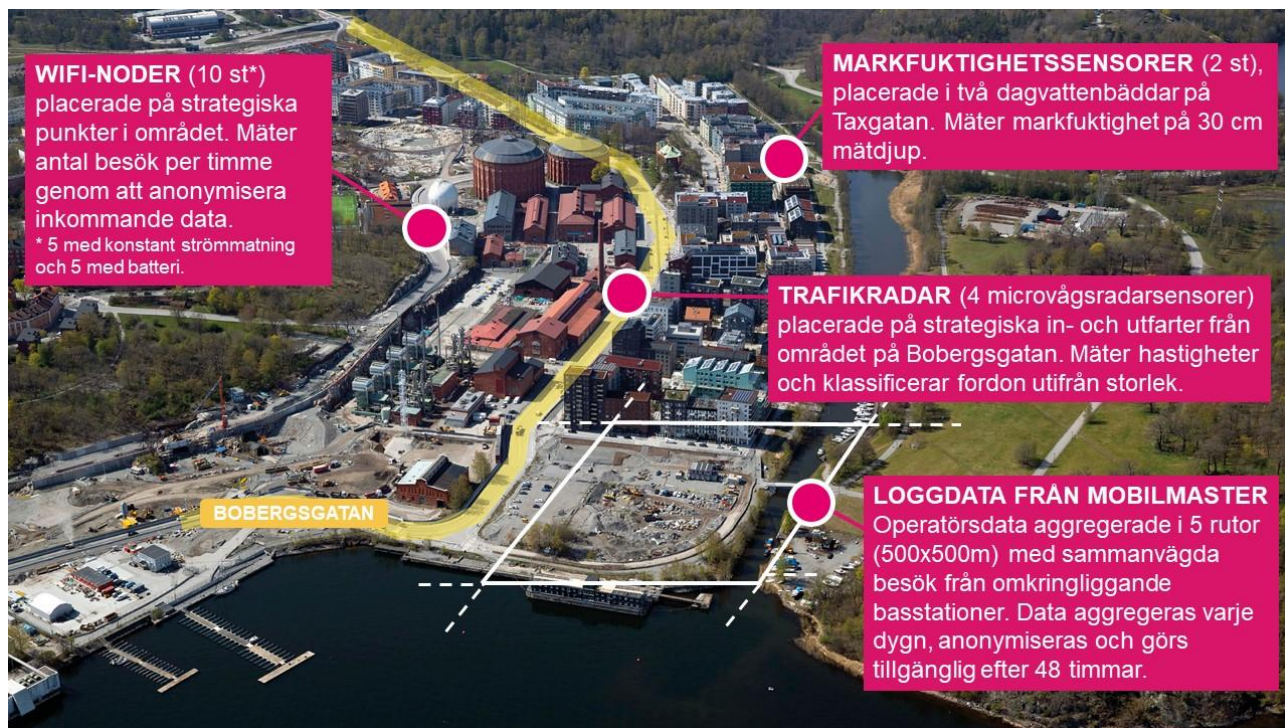 WIFI-NODER (10 st*)
placerade på strategiska
punkter i området. Mäter
antal besök per timme
genom att anonymisera
inkommande data.
* 5 med konstant strömmatning
och 5 med batteri.
MARKFUKTIGHETSSENSORER (2 st),
placerade i två dagvattenbäddar på
Taxgatan. Mäter markfuktighet på 30 cm
mätdjup.
TRAFIKRADAR (4 microvågsradarsensorer)
placerade på strategiska in- och utfarter från
området på Bobergsgatan. Mäter hastigheter
och klassificerar fordon utifrån storlek.
BOBERGSGATAN
LOGGDATA FRÅN MOBILMASTER
Operatörsdata aggregerade i 5 rutor
(500x500m) med sammanvägda
besök från omkringliggande
basstationer. Data aggregeras varje
dygn, anonymiseras och görs
tillgänglig efter 48 timmar.